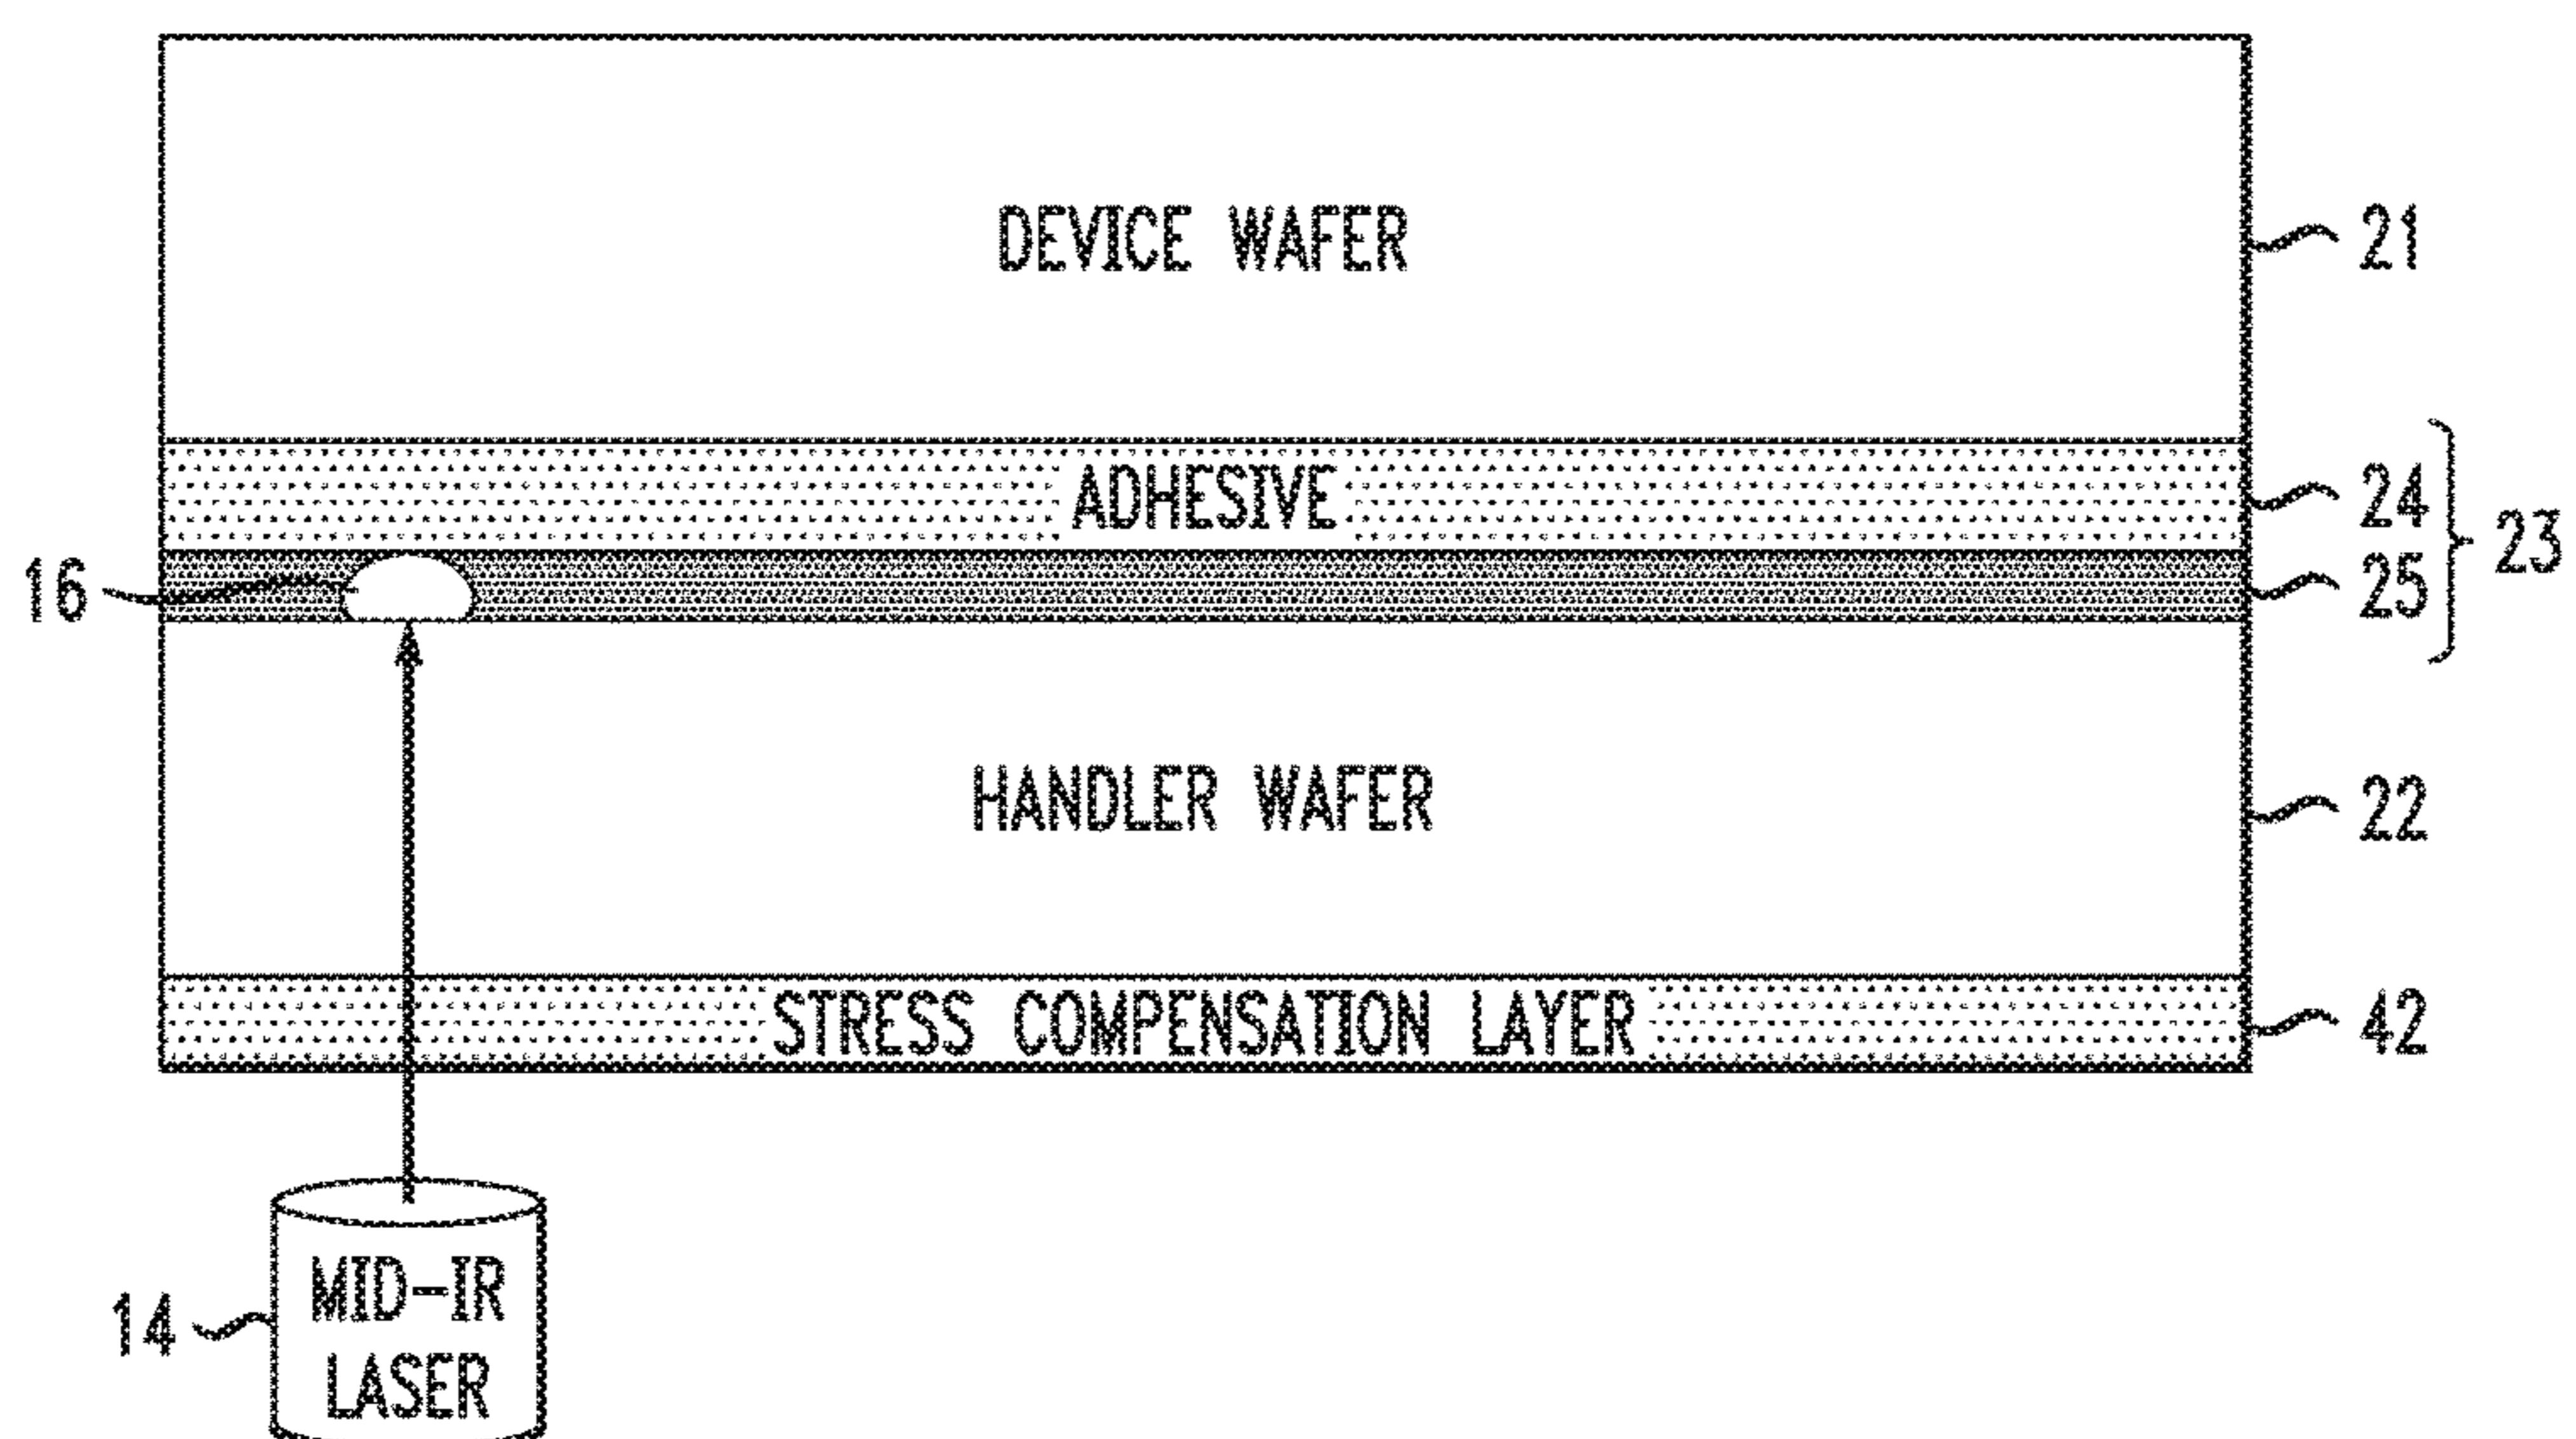 DEVICE WAFER
21
ADHESIVE
24
23
16
25
HANDLER WAFER
22
STRESS COMPENSATION LAYER
42
14
MID-IR
LASER